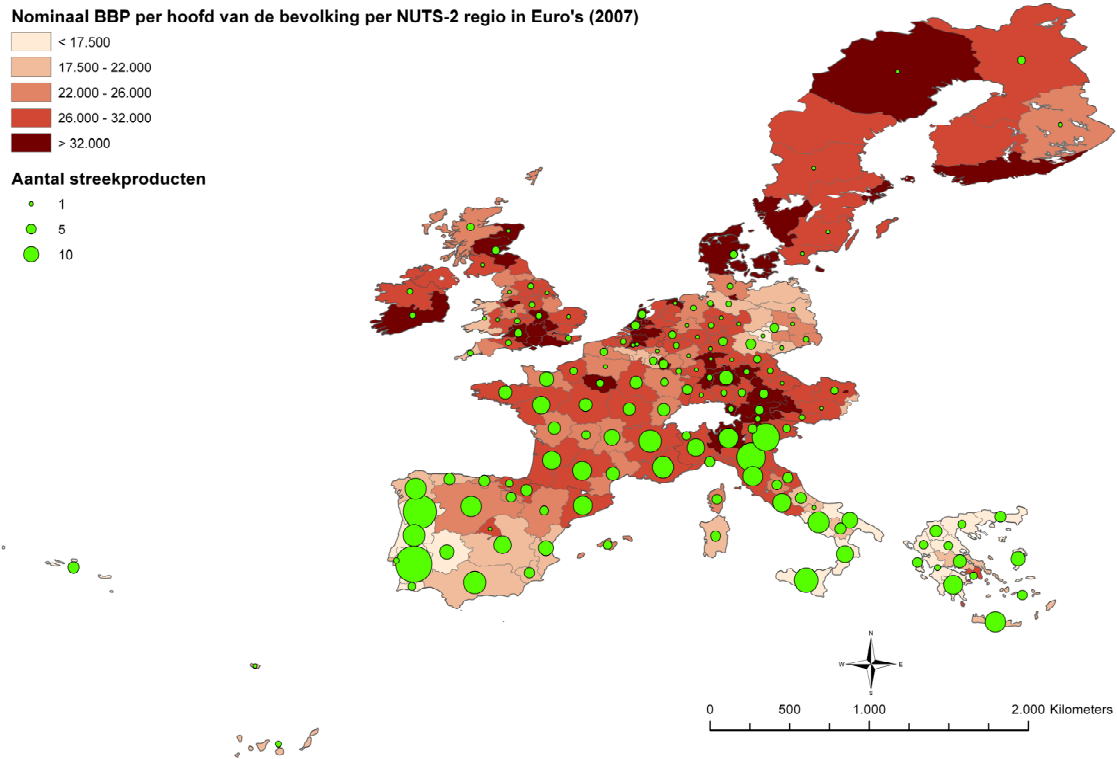 Nominaal BBP per hoofd van de bevolking per NUTS-2 regio in Euro's (2007)
< 17.500
17.500 - 22.000
22.000 - 26.000
26.000 - 32.000
> 32.000
Aantal streekproducten
1
5
10
N
W E
S
0 500 1.000 2.000 Kilometers